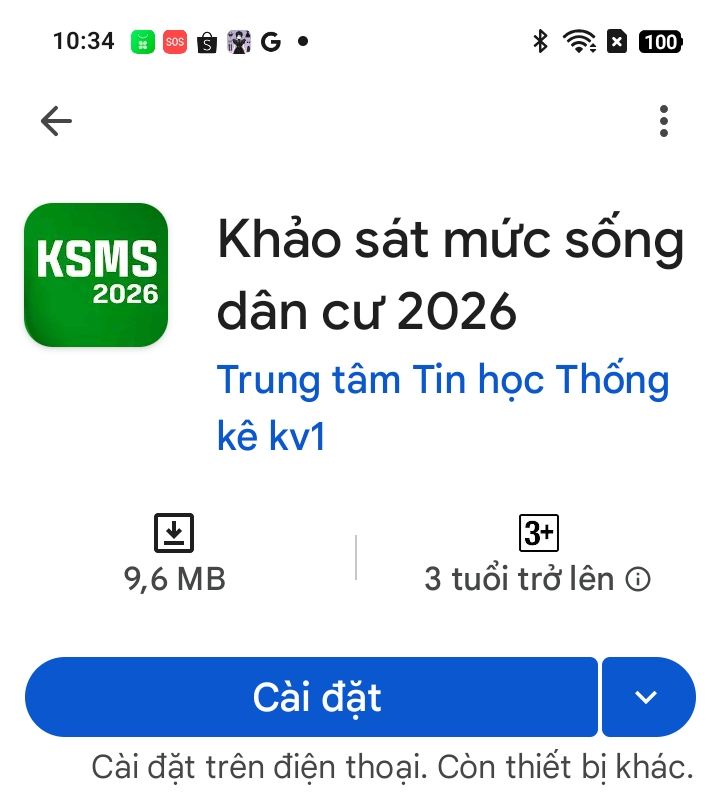 10:34 SOS S G 100
KSMS
2026
Khảo sát mức sống
dân cư 2026
Trung tâm Tin học Thống
kê kv1
3+
9,6 MB
3 tuổi trở lên
Cài đặt
Cài đặt trên điện thoại. Còn thiết bị khác.